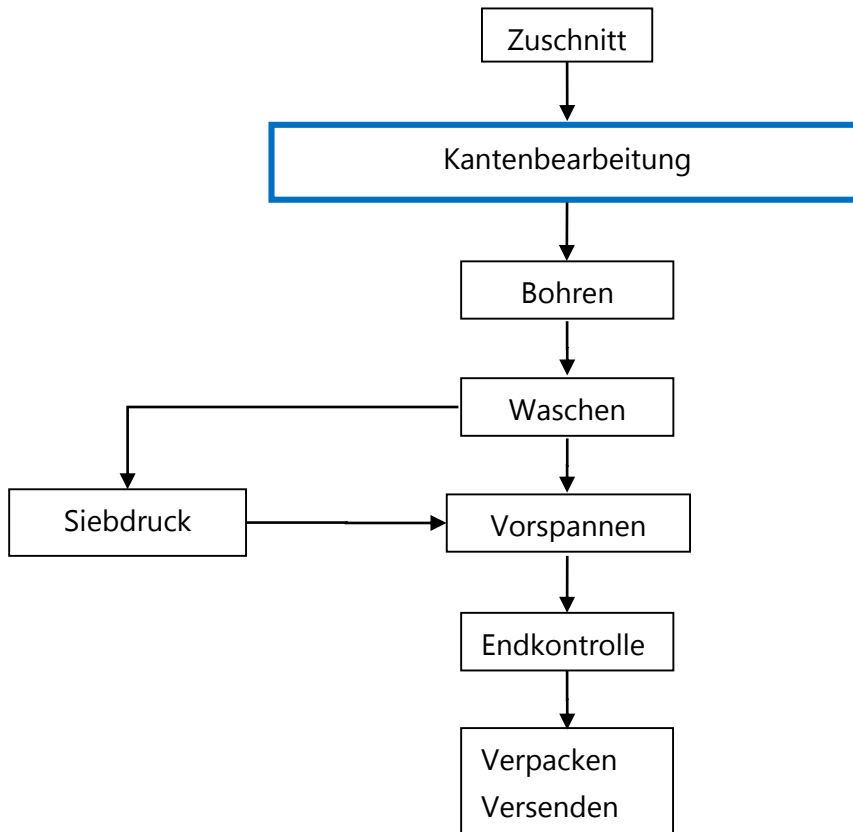 Zuschnitt
Kantenbearbeitung
Bohren
Waschen
Siebdruck
Vorspannen
Endkontrolle
Verpacken
Versenden